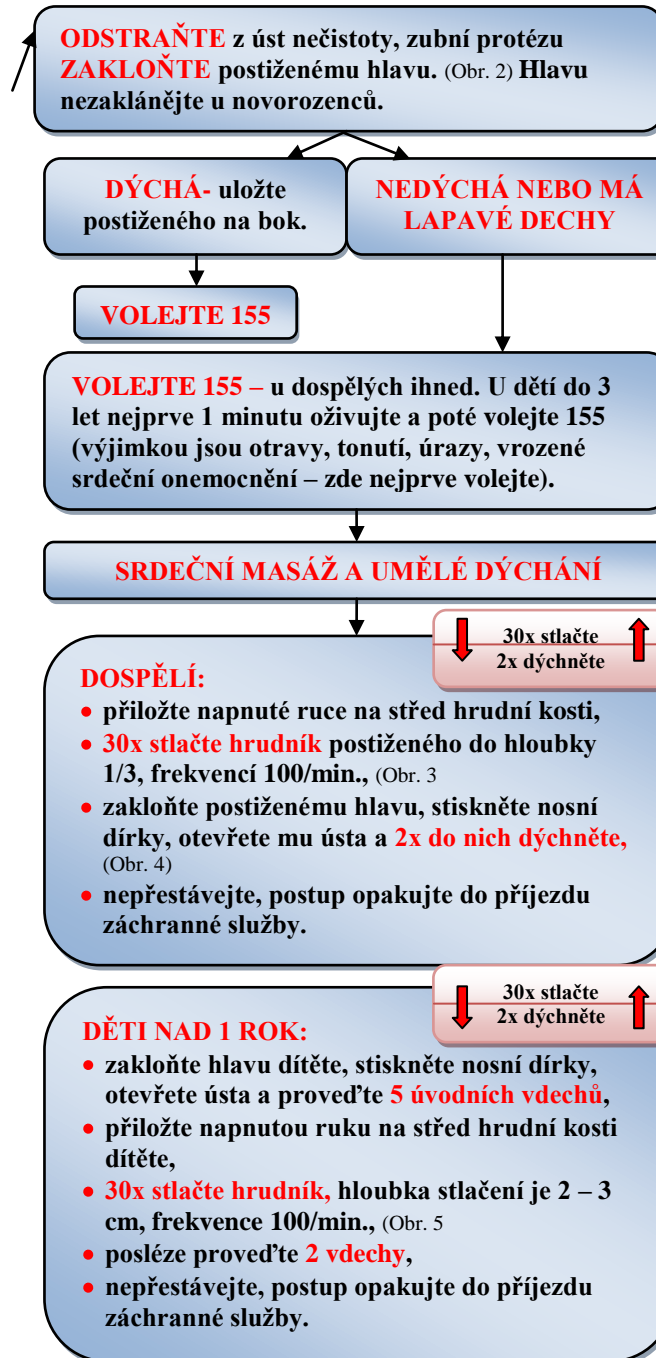 ODSTRAŇTE z úst nečistoty, zubní protézu
ZAKLOŇTE postiženému hlavu. (Obr. 2) Hlavu
nezaklánějte u novorozenců.
DÝCHÁ- uložte
postiženého na bok.
NEDÝCHÁ NEBO MÁ
LAPAVÉ DECHY
VOLEJTE 155
VOLEJTE 155 – u dospělých ihned. U dětí do 3
let nejprve 1 minutu oživujte a poté volejte 155
(výjimkou jsou otravy, tonutí, úrazy, vrozené
srdeční onemocnění – zde nejprve volejte).
SRDEČNÍ MASÁŽ A UMĚLÉ DÝCHÁNÍ
30x stlačte
2x dýchněte
DOSPĚLÍ:
• přiložte napnuté ruce na střed hrudní kosti,
• 30x stlačte hrudník postiženého do hloubky
1/3, frekvencí 100/min., (Obr. 3
• zakloňte postiženému hlavu, stiskněte nosní
dírky, otevřete mu ústa a 2x do nich dýchněte,
(Obr. 4)
• nepřestávejte, postup opakujte do příjezdu
záchranné služby.
30x stlačte
2x dýchněte
DĚTI NAD 1 ROK:
• zakloňte hlavu dítěte, stiskněte nosní dírky,
otevřete ústa a proveďte 5 úvodních vdechů,
• přiložte napnutou ruku na střed hrudní kosti
dítěte,
• 30x stlačte hrudník, hloubka stlačení je 2 – 3
cm, frekvence 100/min., (Obr. 5
• posléze proveďte 2 vdechy,
• nepřestávejte, postup opakujte do příjezdu
záchranné služby.